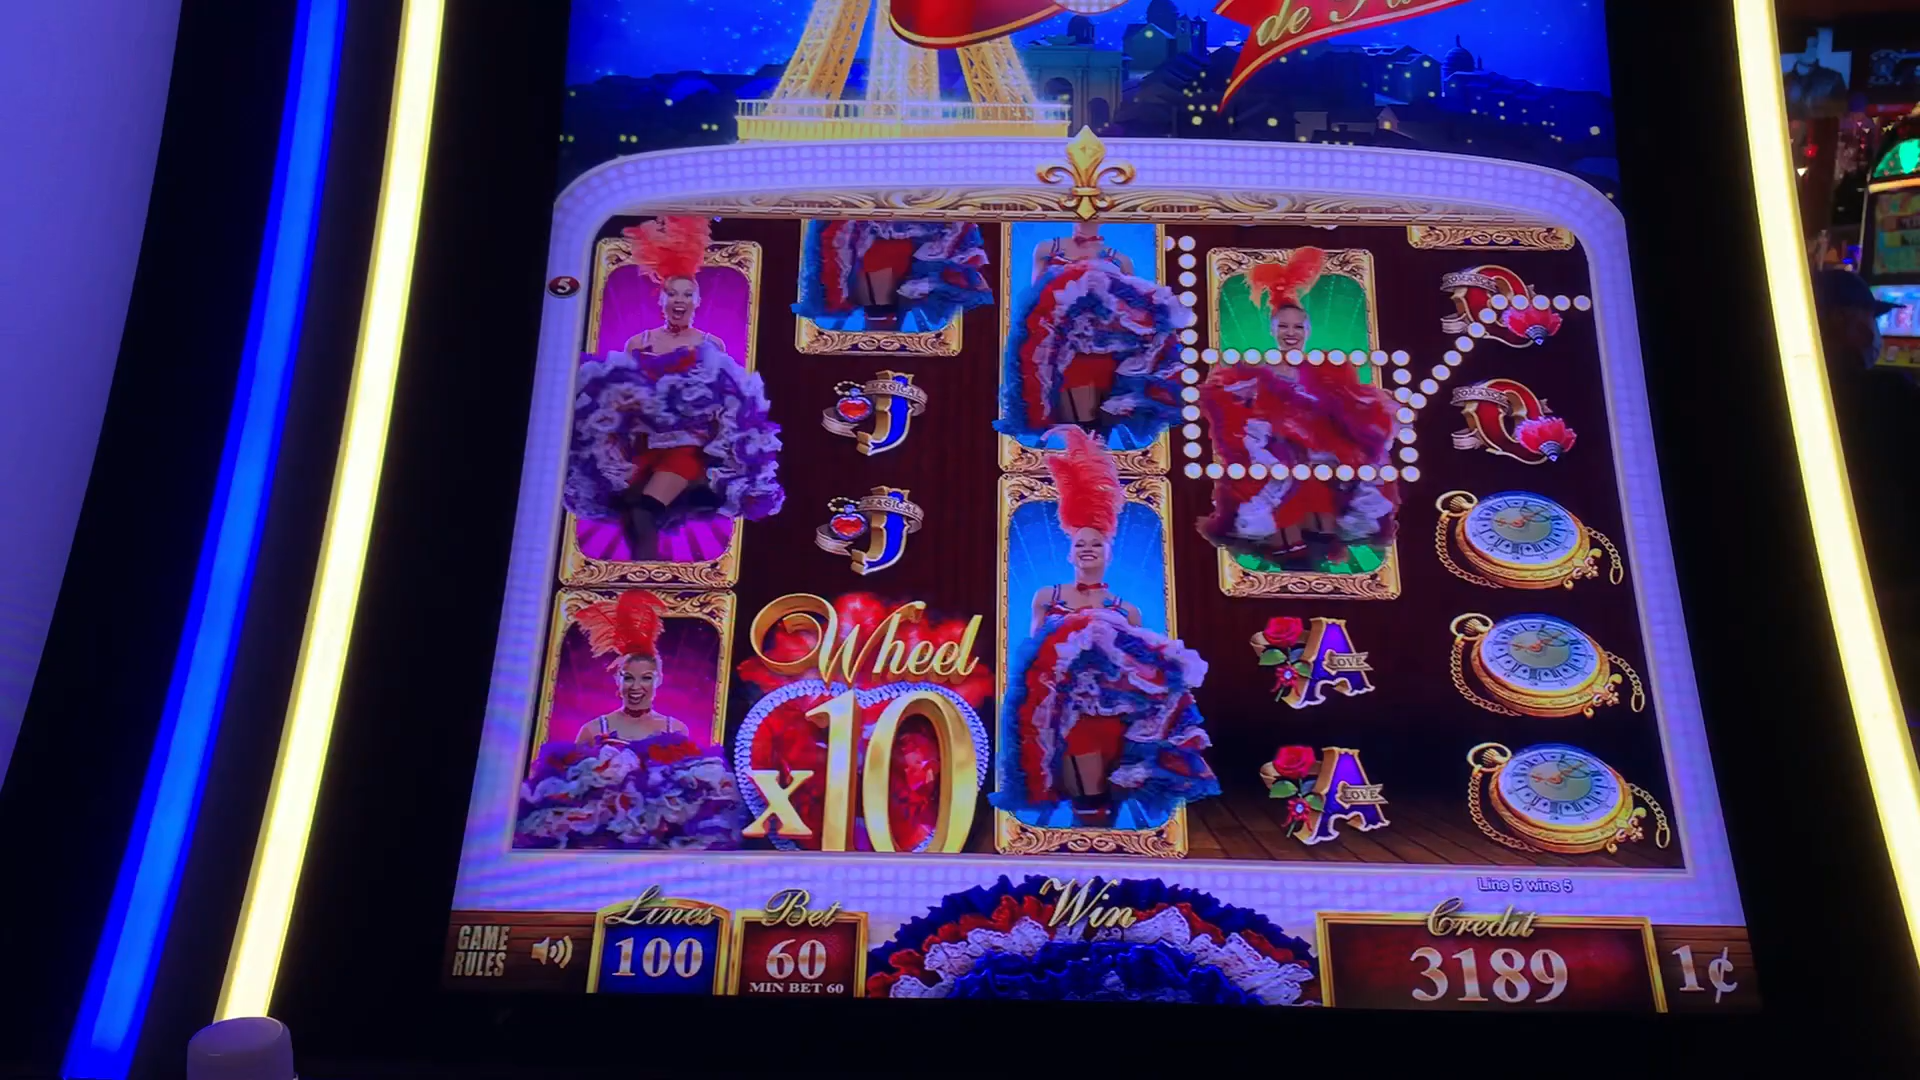 de
5
ROMANCE
MAGICAL
J
ROMANCE
MAGICAL
J
Wheel
x10
A
LOVE
A
LOVE
Line 5 wins 5
GAME
RULES
Lines
100
Bet
60
MIN BET 60
Win
Credit
3189
1¢